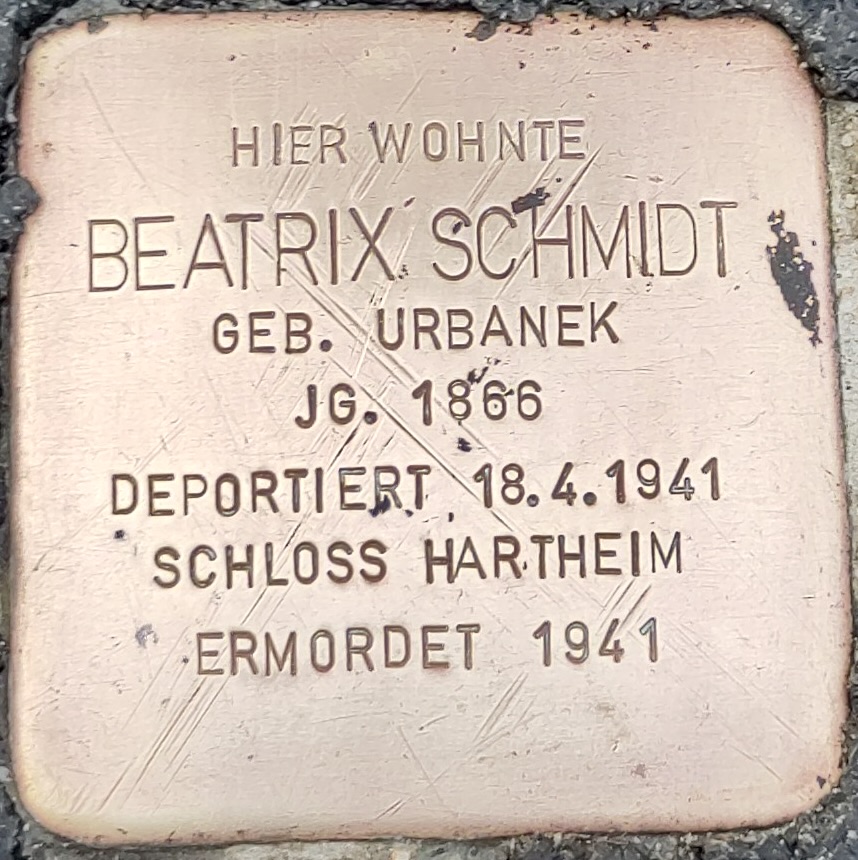 HIER WOHNTE
BEATRIX SCHMIDT
GEB. URBANEK
JG. 1866
DEPORTIERT 18.4.1941
SCHLOSS HARTHEIM
ERMORDET 1941